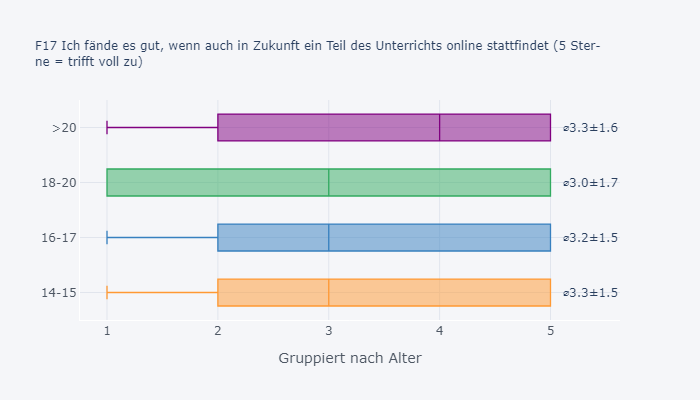 F17 Ich fände es gut, wenn auch in Zukunft ein Teil des Unterrichts online stattfindet (5 Ster-
ne = trifft voll zu)
>20
⌀3.3±1.6
18-20
⌀3.0±1.7
16-17
⌀3.2±1.5
14-15
⌀3.3±1.5
1 2 3 4 5
Gruppiert nach Alter